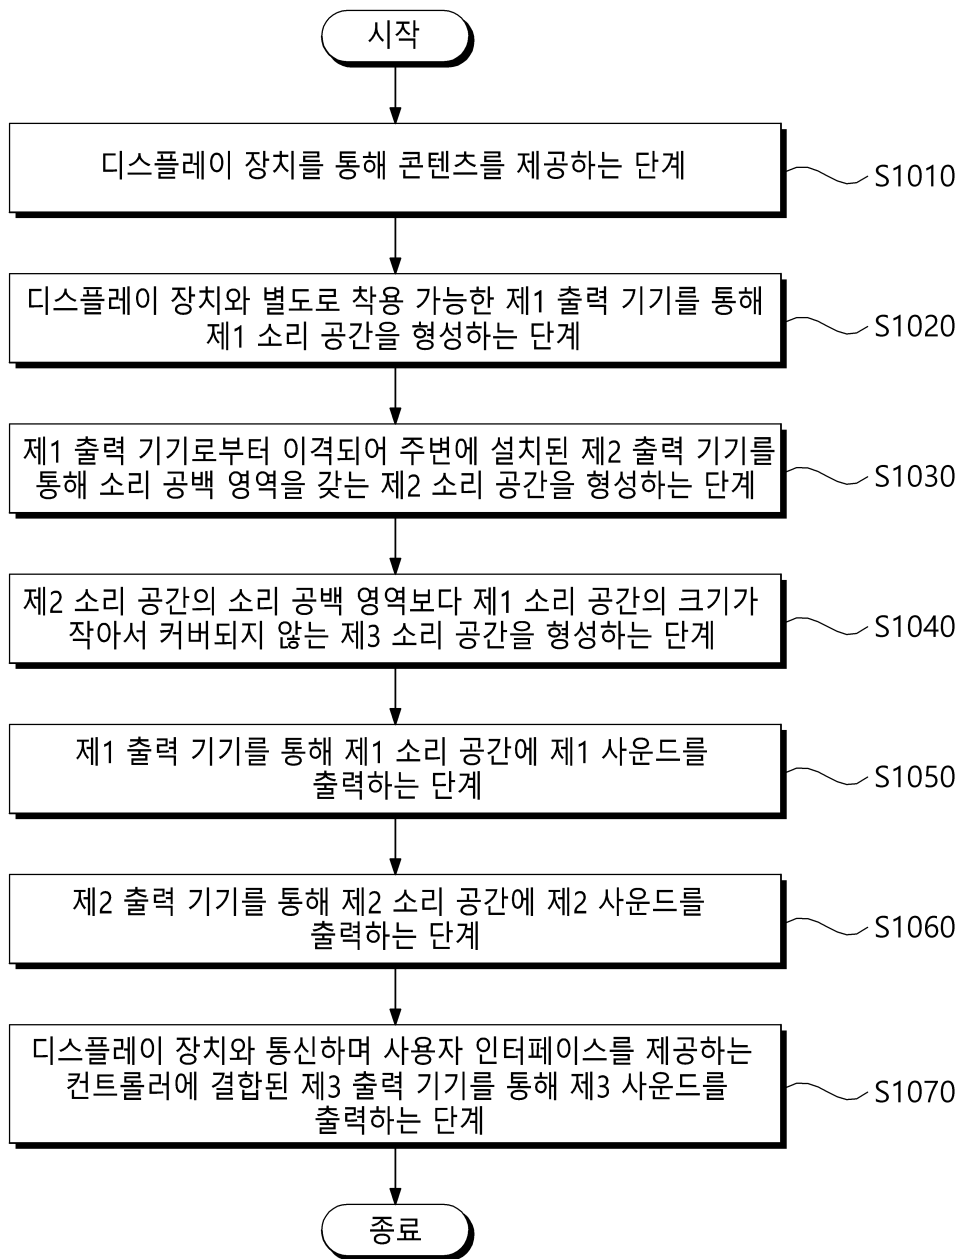 시작
디스플레이 장치를 통해 콘텐츠를 제공하는 단계
S1010
디스플레이 장치와 별도로 착용 가능한 제1 출력 기기를 통해
제1 소리 공간을 형성하는 단계
S1020
제1 출력 기기로부터 이격되어 주변에 설치된 제2 출력 기기를
통해 소리 공백 영역을 갖는 제2 소리 공간을 형성하는 단계
S1030
제2 소리 공간의 소리 공백 영역보다 제1 소리 공간의 크기가
작아서 커버되지 않는 제3 소리 공간을 형성하는 단계
S1040
제1 출력 기기를 통해 제1 소리 공간에 제1 사운드를
출력하는 단계
S1050
제2 출력 기기를 통해 제2 소리 공간에 제2 사운드를
출력하는 단계
S1060
디스플레이 장치와 통신하며 사용자 인터페이스를 제공하는
컨트롤러에 결합된 제3 출력 기기를 통해 제3 사운드를
출력하는 단계
S1070
종료